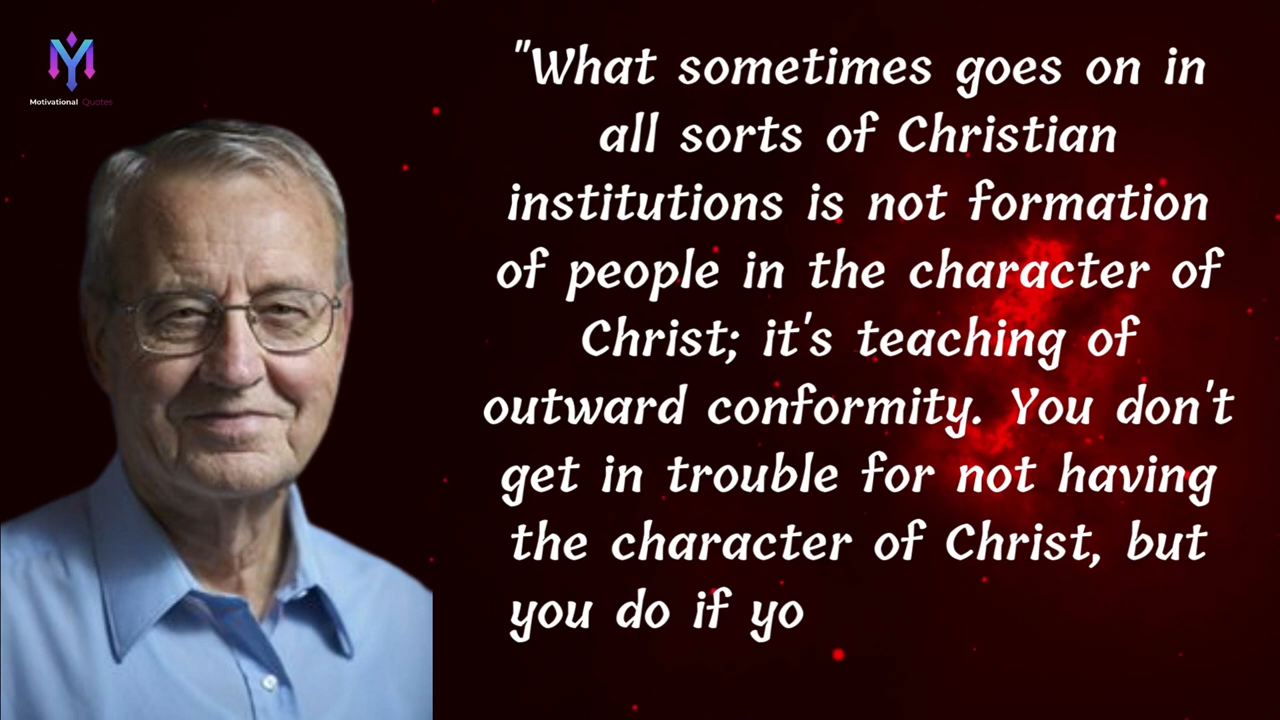 Motivational Quotes
"What sometimes goes on in
all sorts of Christian
institutions is not formation
of people in the character of
Christ; it's teaching of
outward conformity. You don't
get in trouble for not having
the character of Christ, but
you do if yo